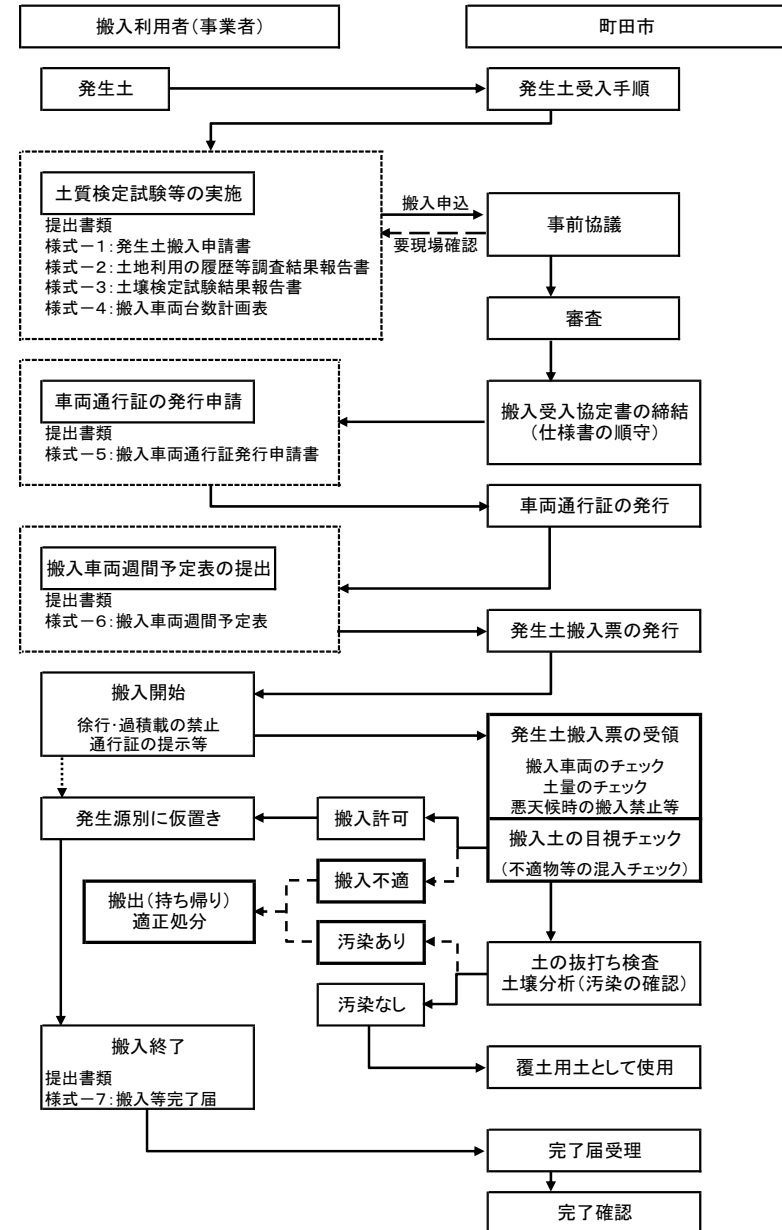 搬入利用者（事業者）
町田市
発生土
発生土受入手順
土質検定試験等の実施
提出書類
様式－1：発生土搬入申請書
様式－2：土地利用の履歴等調査結果報告書
様式－3：土壌検定試験結果報告書
様式－4：搬入車両台数計画表
搬入申込
要現場確認
事前協議
審査
車両通行証の発行申請
提出書類
様式－5：搬入車両通行証発行申請書
搬入受入協定書の締結
（仕様書の順守）
車両通行証の発行
搬入車両週間予定表の提出
提出書類
様式－6：搬入車両週間予定表
発生土搬入票の発行
搬入開始
徐行・過積載の禁止
通行証の提示等
発生土搬入票の受領
搬入車両のチェック
土量のチェック
悪天候時の搬入禁止等
発生源別に仮置き
搬入許可
搬入土の目視チェック
（不適物等の混入チェック）
搬入不適
搬出（持ち帰り）
適正処分
汚染あり
土の抜打ち検査
土壌分析（汚染の確認）
汚染なし
搬入終了
提出書類
様式－7：搬入等完了届
覆土用土として使用
完了届受理
完了確認